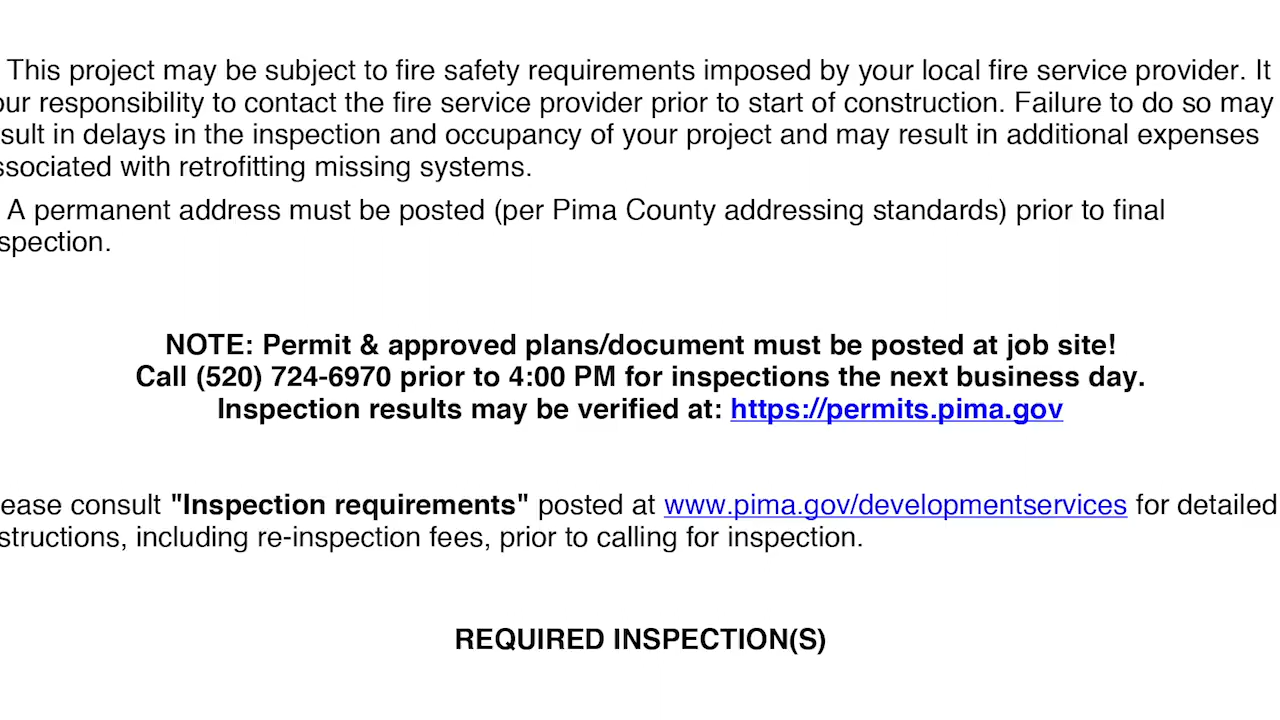 This project may be subject to fire safety requirements imposed by your local fire service provider. It
our responsibility to contact the fire service provider prior to start of construction. Failure to do so may
sult in delays in the inspection and occupancy of your project and may result in additional expenses
ssociated with retrofitting missing systems.
A permanent address must be posted (per Pima County addressing standards) prior to final
spection.
NOTE: Permit & approved plans/document must be posted at job site!
Call (520) 724-6970 prior to 4:00 PM for inspections the next business day.
Inspection results may be verified at: https://permits.pima.gov
ease consult "Inspection requirements" posted at www.pima.gov/developmentservices for detailed
structions, including re-inspection fees, prior to calling for inspection.
REQUIRED INSPECTION(S)